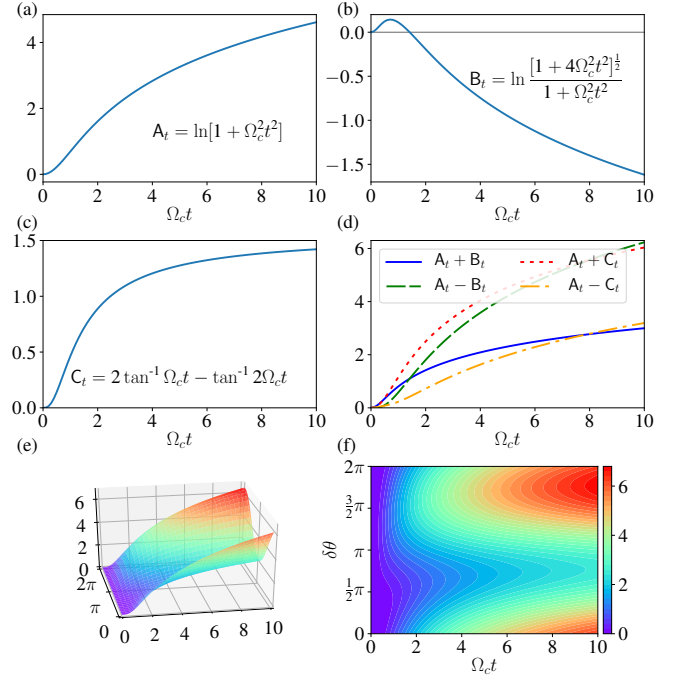 (a)
(b)
4
2
0
A_t = ln[1 + Ω_c^2 t^2]
0 2 4 6 8 10
Ω_c t
0.0
−0.5
−1.0
−1.5
B_t = ln [1 + 4Ω_c^2 t^2]^{1/2} / 1 + Ω_c^2 t^2
0 2 4 6 8 10
Ω_c t
(c)
(d)
1.5
1.0
0.5
0.0
C_t = 2 tan^{-1} Ω_c t − tan^{-1} 2Ω_c t
0 2 4 6 8 10
Ω_c t
6
4
2
0
A_t + B_t
A_t − B_t
A_t + C_t
A_t − C_t
0 2 4 6 8 10
Ω_c t
(e)
(f)
6
4
2
0
2π
π
0
0 2 4 6 8 10
2π
3/2 π
π
1/2 π
0
δθ
0 2 4 6 8 10
Ω_c t
6
4
2
0